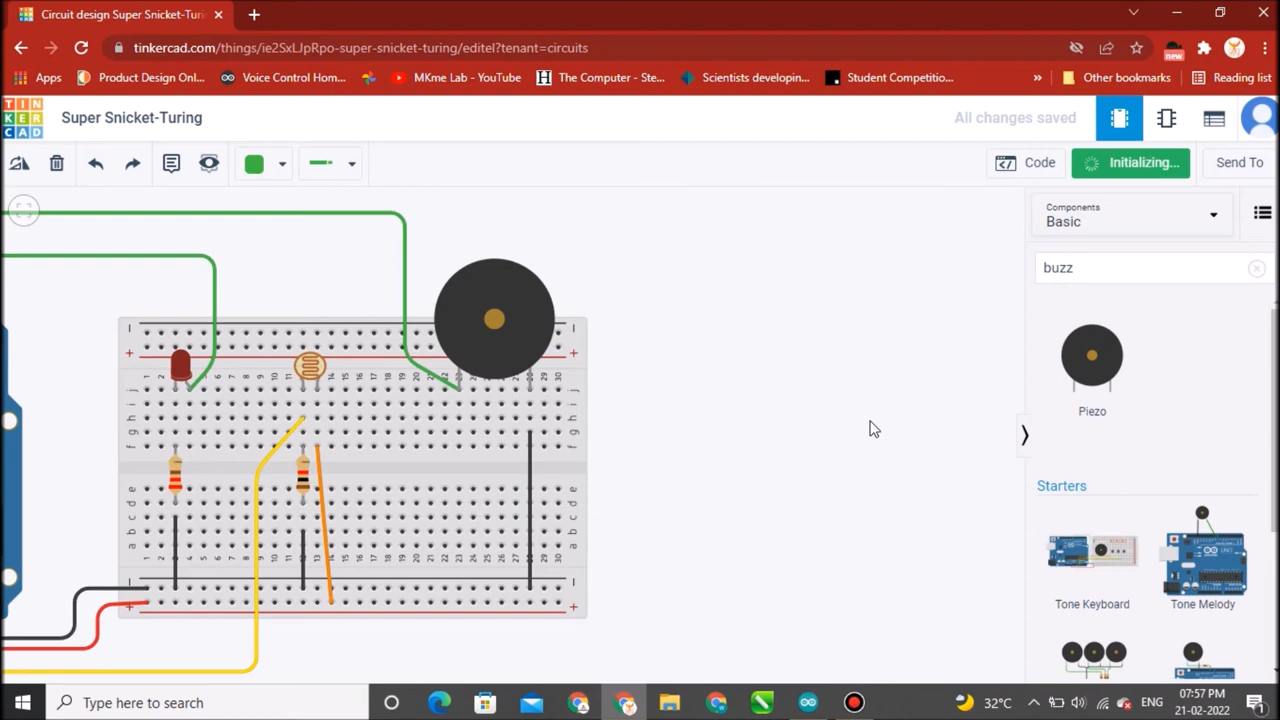 Circuit design Super Snicket-Turi
tinkercad.com/things/ie2SxLJpRpo-super-snicket-turing/editel?tenant=circuits
new
Apps
Product Design Onl...
Voice Control Hom...
MKme Lab - YouTube
The Computer - Ste...
Scientists developin...
Student Competitio...
»
Other bookmarks
Reading list
TIN
KER
CAD
Super Snicket-Turing
All changes saved
Code
Initializing...
Send To
Components
Basic
buzz
Piezo
Starters
Tone Keyboard
Tone Melody
Type here to search
32°C
ENG
07:57 PM
21-02-2022